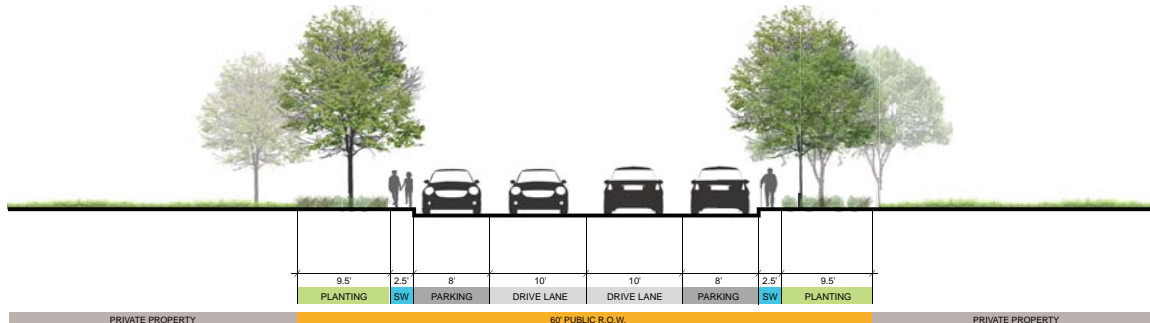 9.5' 2.5' 8' 10' 10' 8' 2.5' 9.5'
PLANTING SW PARKING DRIVE LANE DRIVE LANE PARKING SW PLANTING
PRIVATE PROPERTY 60' PUBLIC R.O.W. PRIVATE PROPERTY